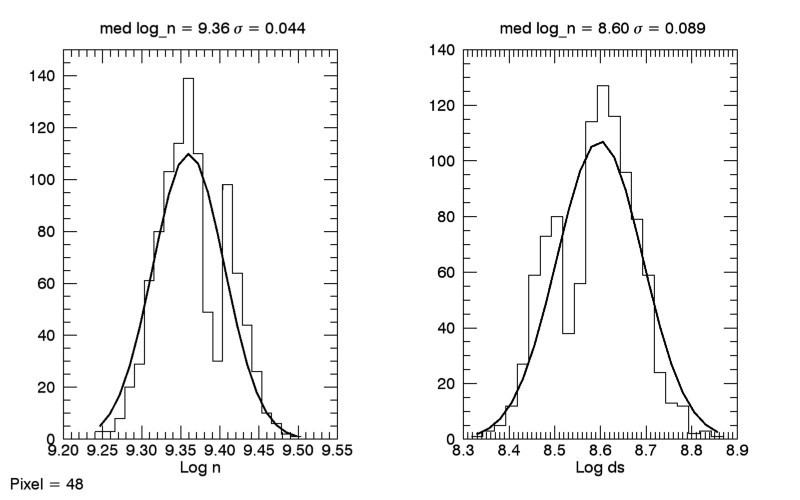 med log_n = 9.36 σ = 0.044
med log_n = 8.60 σ = 0.089
140
120
100
80
60
40
20
0
9.20 9.25 9.30 9.35 9.40 9.45 9.50 9.55
Log n
140
120
100
80
60
40
20
0
8.3 8.4 8.5 8.6 8.7 8.8 8.9
Log ds
Pixel = 48